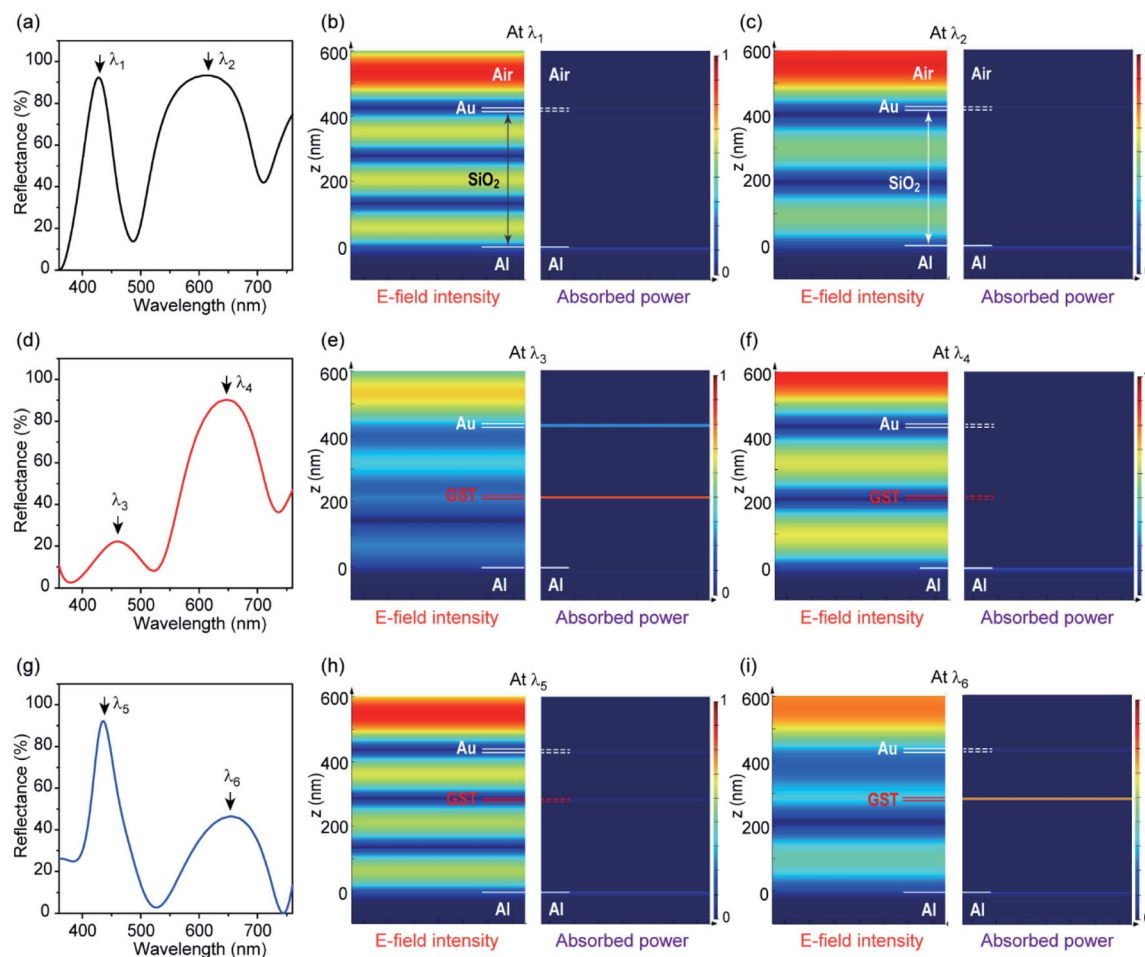 (a)
Reflectance (%)
100
80
60
40
20
0
λ1
λ2
400 500 600 700
Wavelength (nm)
(b)
At λ1
z (nm)
600
400
200
0
Air
Au
SiO2
Al
Air
Al
1
0
E-field intensity
Absorbed power
(c)
At λ2
z (nm)
600
400
200
0
Air
Au
SiO2
Al
Air
Al
E-field intensity
Absorbed power
(d)
Reflectance (%)
100
80
60
40
20
0
λ3
λ4
400 500 600 700
Wavelength (nm)
(e)
At λ3
z (nm)
600
400
200
0
Au
GST
Al
Al
1
0
E-field intensity
Absorbed power
(f)
At λ4
z (nm)
600
400
200
0
Au
GST
Al
Al
E-field intensity
Absorbed power
(g)
Reflectance (%)
100
80
60
40
20
0
λ5
λ6
400 500 600 700
Wavelength (nm)
(h)
At λ5
z (nm)
600
400
200
0
Au
GST
Al
Al
1
0
E-field intensity
Absorbed power
(i)
At λ6
z (nm)
600
400
200
0
Au
GST
Al
Al
E-field intensity
Absorbed power